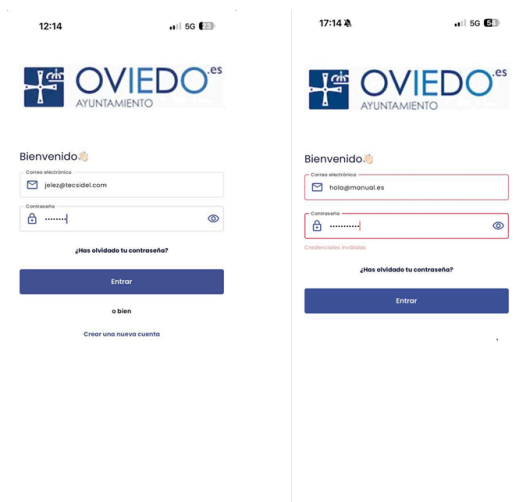 12:14
5G 23
OVIEDO.es
AYUNTAMIENTO
Bienvenido👋🏻
Correo electrónico
jelez@tecsidel.com
Contraseña
••••••••
¿Has olvidado tu contraseña?
Entrar
o bien
Crear una nueva cuenta
17:14
5G
OVIEDO.es
AYUNTAMIENTO
Bienvenido👋🏻
Correo electrónico
hola@manual.es
Contraseña
•••••••••••
Credenciales inválidas
¿Has olvidado tu contraseña?
Entrar